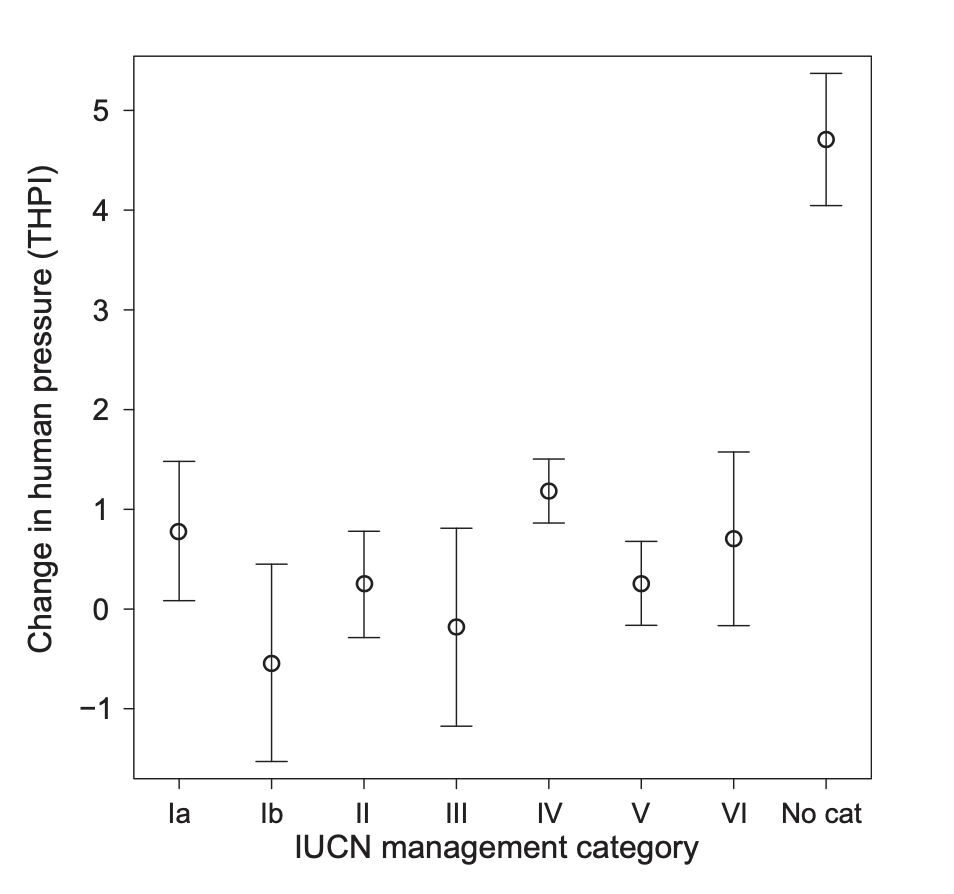 Change in human pressure (THPI)
5
4
3
2
1
0
−1
Ia Ib II III IV V VI No cat
IUCN management category